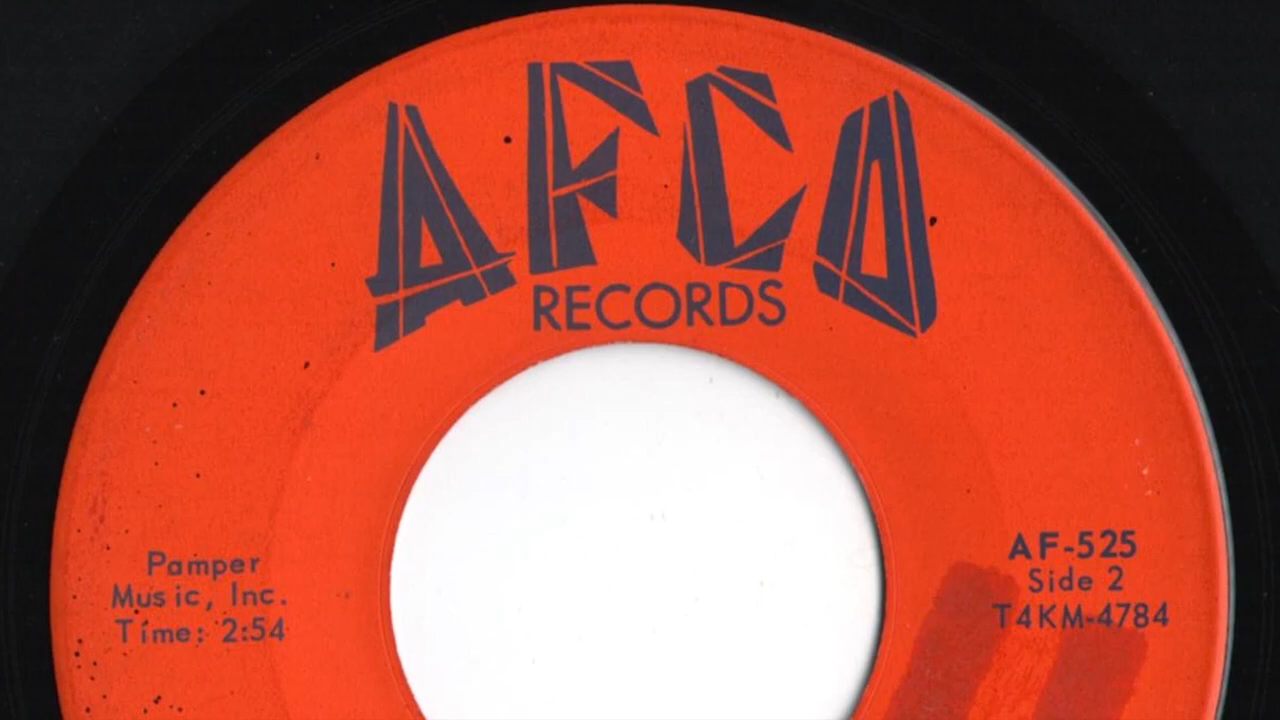 AFCO
RECORDS
Pamper
Music, Inc.
Time: 2:54
AF-525
Side 2
T4KM-4784